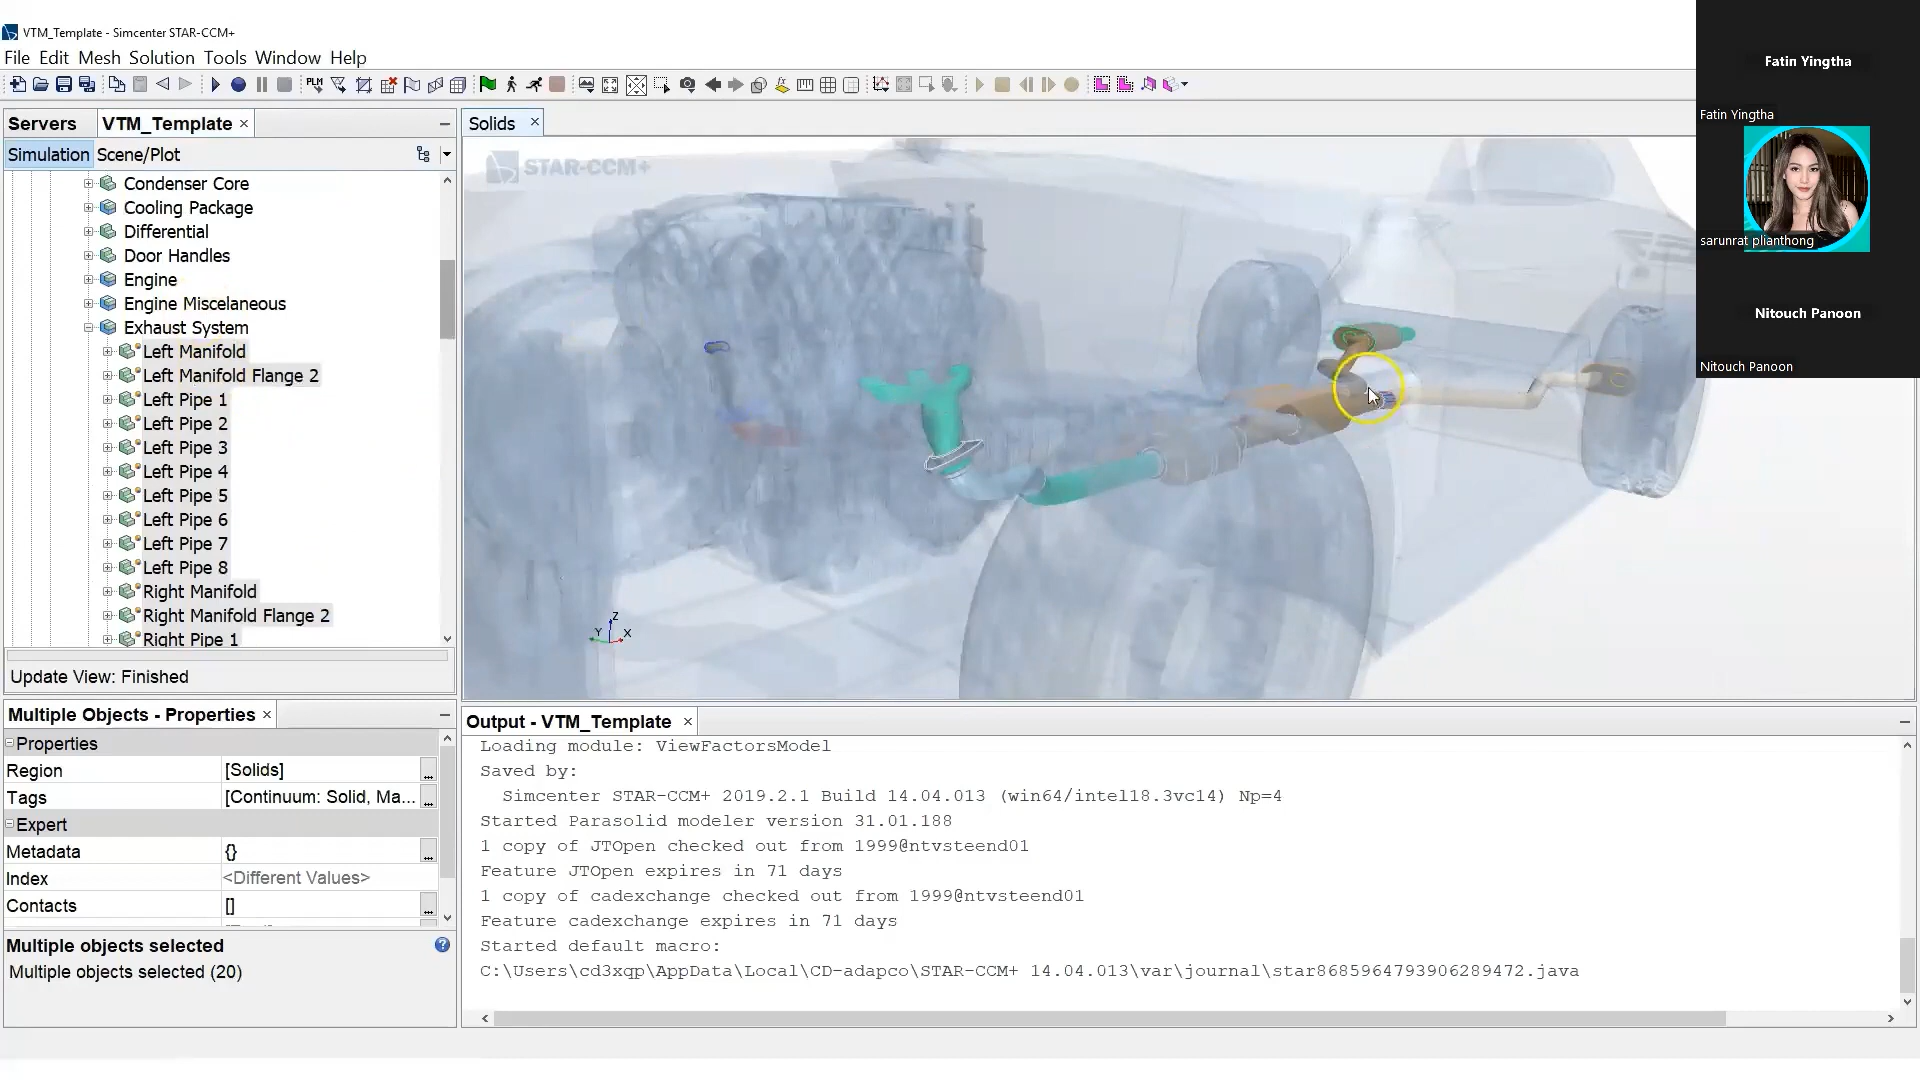 VTM_Template - Simcenter STAR-CCM+
File Edit Mesh Solution Tools Window Help
Servers
VTM_Template ×
Simulation
Scene/Plot
Condenser Core
Cooling Package
Differential
Door Handles
Engine
Engine Miscelaneous
Exhaust System
Left Manifold
Left Manifold Flange 2
Left Pipe 1
Left Pipe 2
Left Pipe 3
Left Pipe 4
Left Pipe 5
Left Pipe 6
Left Pipe 7
Left Pipe 8
Right Manifold
Right Manifold Flange 2
Right Pipe 1
Update View: Finished
Multiple Objects - Properties ×
Properties
Region [Solids] ...
Tags [Continuum: Solid, Ma... ...
Expert
Metadata {} ...
Index <Different Values>
Contacts [] ...
Multiple objects selected
Multiple objects selected (20)
Solids ×
STAR-CCM+
Z
Y
X
Output - VTM_Template ×
Loading module: ViewFactorsModel
Saved by:
Simcenter STAR-CCM+ 2019.2.1 Build 14.04.013 (win64/intel18.3vc14) Np=4
Started Parasolid modeler version 31.01.188
1 copy of JTOpen checked out from 1999@ntvsteend01
Feature JTOpen expires in 71 days
1 copy of cadexchange checked out from 1999@ntvsteend01
Feature cadexchange expires in 71 days
Started default macro:
C:\Users\cd3xqp\AppData\Local\CD-adapco\STAR-CCM+ 14.04.013\var\journal\star8685964793906289472.java
Fatin Yingtha
Fatin Yingtha
sarunrat plianthong
Nitouch Panoon
Nitouch Panoon